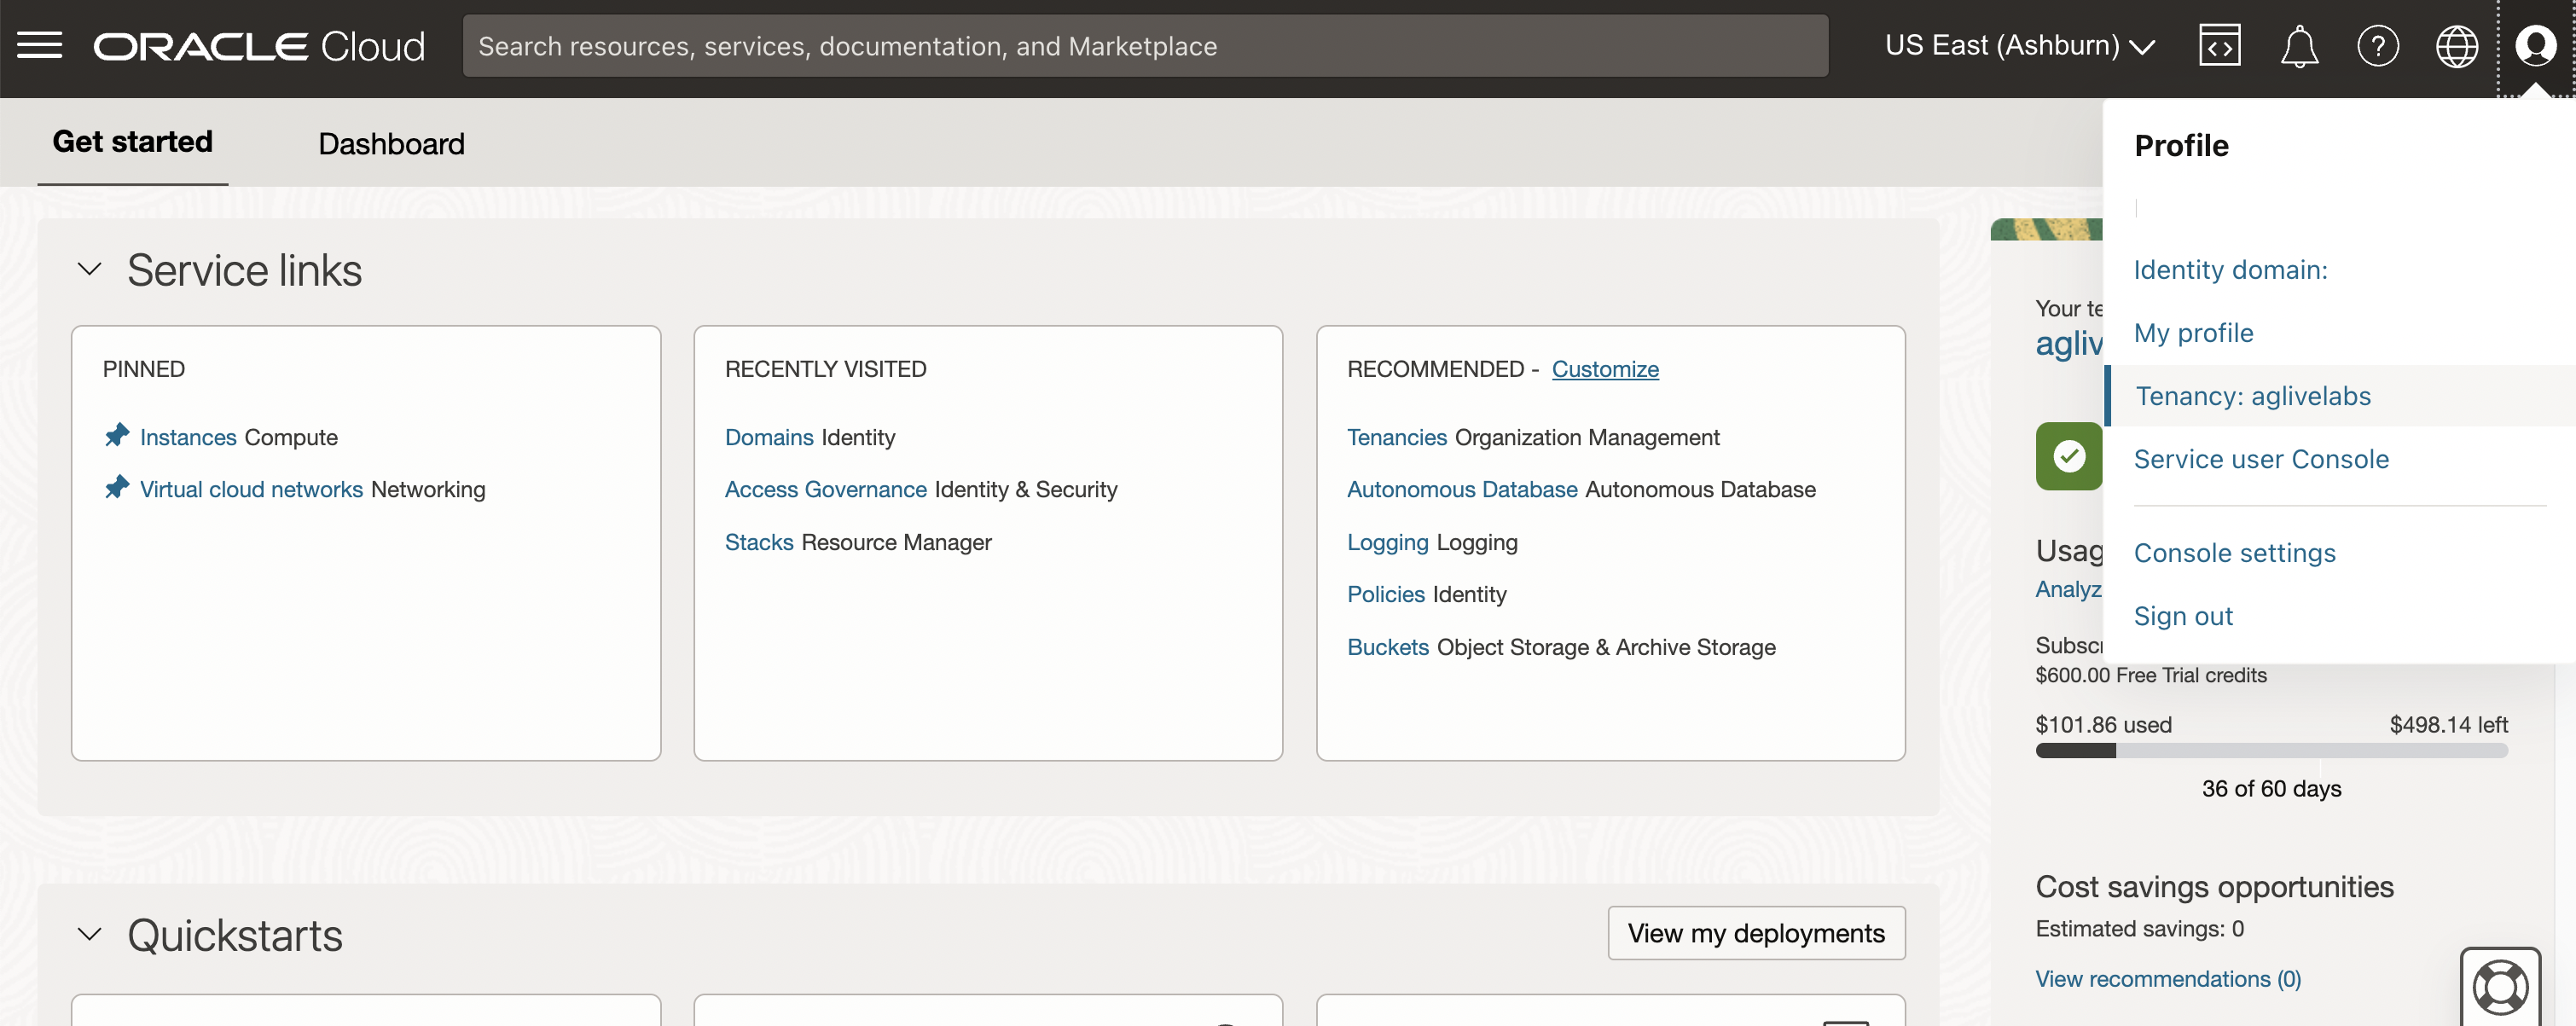 ORACLE Cloud
Search resources, services, documentation, and Marketplace
US East (Ashburn)
Get started
Dashboard
Service links
PINNED
Instances Compute
Virtual cloud networks Networking
RECENTLY VISITED
Domains Identity
Access Governance Identity & Security
Stacks Resource Manager
RECOMMENDED - Customize
Tenancies Organization Management
Autonomous Database Autonomous Database
Logging Logging
Policies Identity
Buckets Object Storage & Archive Storage
Quickstarts
View my deployments
Profile
Identity domain:
My profile
Tenancy: aglivelabs
Service user Console
Console settings
Sign out
Your
$600.00 Free Trial credits
$101.86 used
$498.14 left
36 of 60 days
Cost savings opportunities
Estimated savings: 0
View recommendations (0)